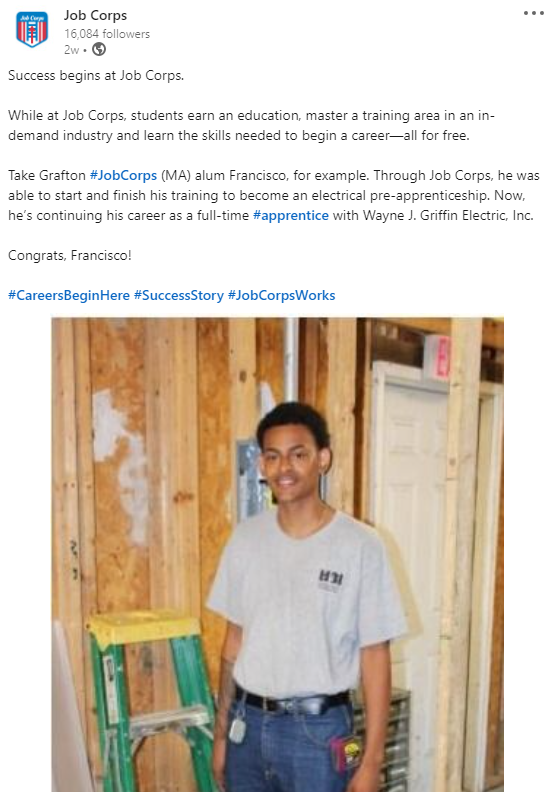 Job Corps
Job Corps
16,084 followers
2w •
Success begins at Job Corps.
While at Job Corps, students earn an education, master a training area in an in-
demand industry and learn the skills needed to begin a career—all for free.
Take Grafton #JobCorps (MA) alum Francisco, for example. Through Job Corps, he was
able to start and finish his training to become an electrical pre-apprenticeship. Now,
he's continuing his career as a full-time #apprentice with Wayne J. Griffin Electric, Inc.
Congrats, Francisco!
#CareersBeginHere #SuccessStory #JobCorpsWorks